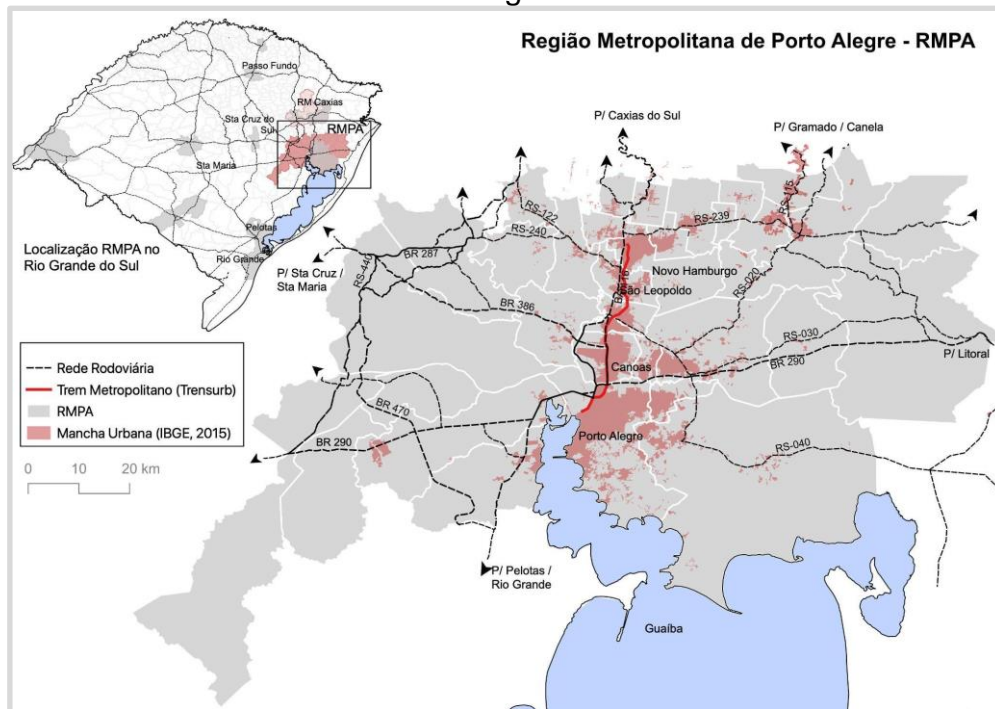 Região Metropolitana de Porto Alegre - RMPA
Passo Fundo
RM Caxias
Sta Cruz do
Sul
RMPA
Sta Maria
Pelotas
Rio Grande
Localização RMPA no
Rio Grande do Sul
P/ Caxias do Sul
P/ Gramado / Canela
RS-115
RS-122
RS-239
RS-240
BR 287
RS-440
P/ Sta Cruz /
Sta Maria
Novo Hamburgo
RS-020
São Leopoldo
BR 386
RS-030
P/ Litoral
BR 290
Canoas
Rede Rodoviária
Trem Metropolitano (Trensurb)
RMPA
Mancha Urbana (IBGE, 2015)
0 10 20 km
BR 470
BR 290
Porto Alegre
RS-040
P/ Pelotas /
Rio Grande
Guaíba